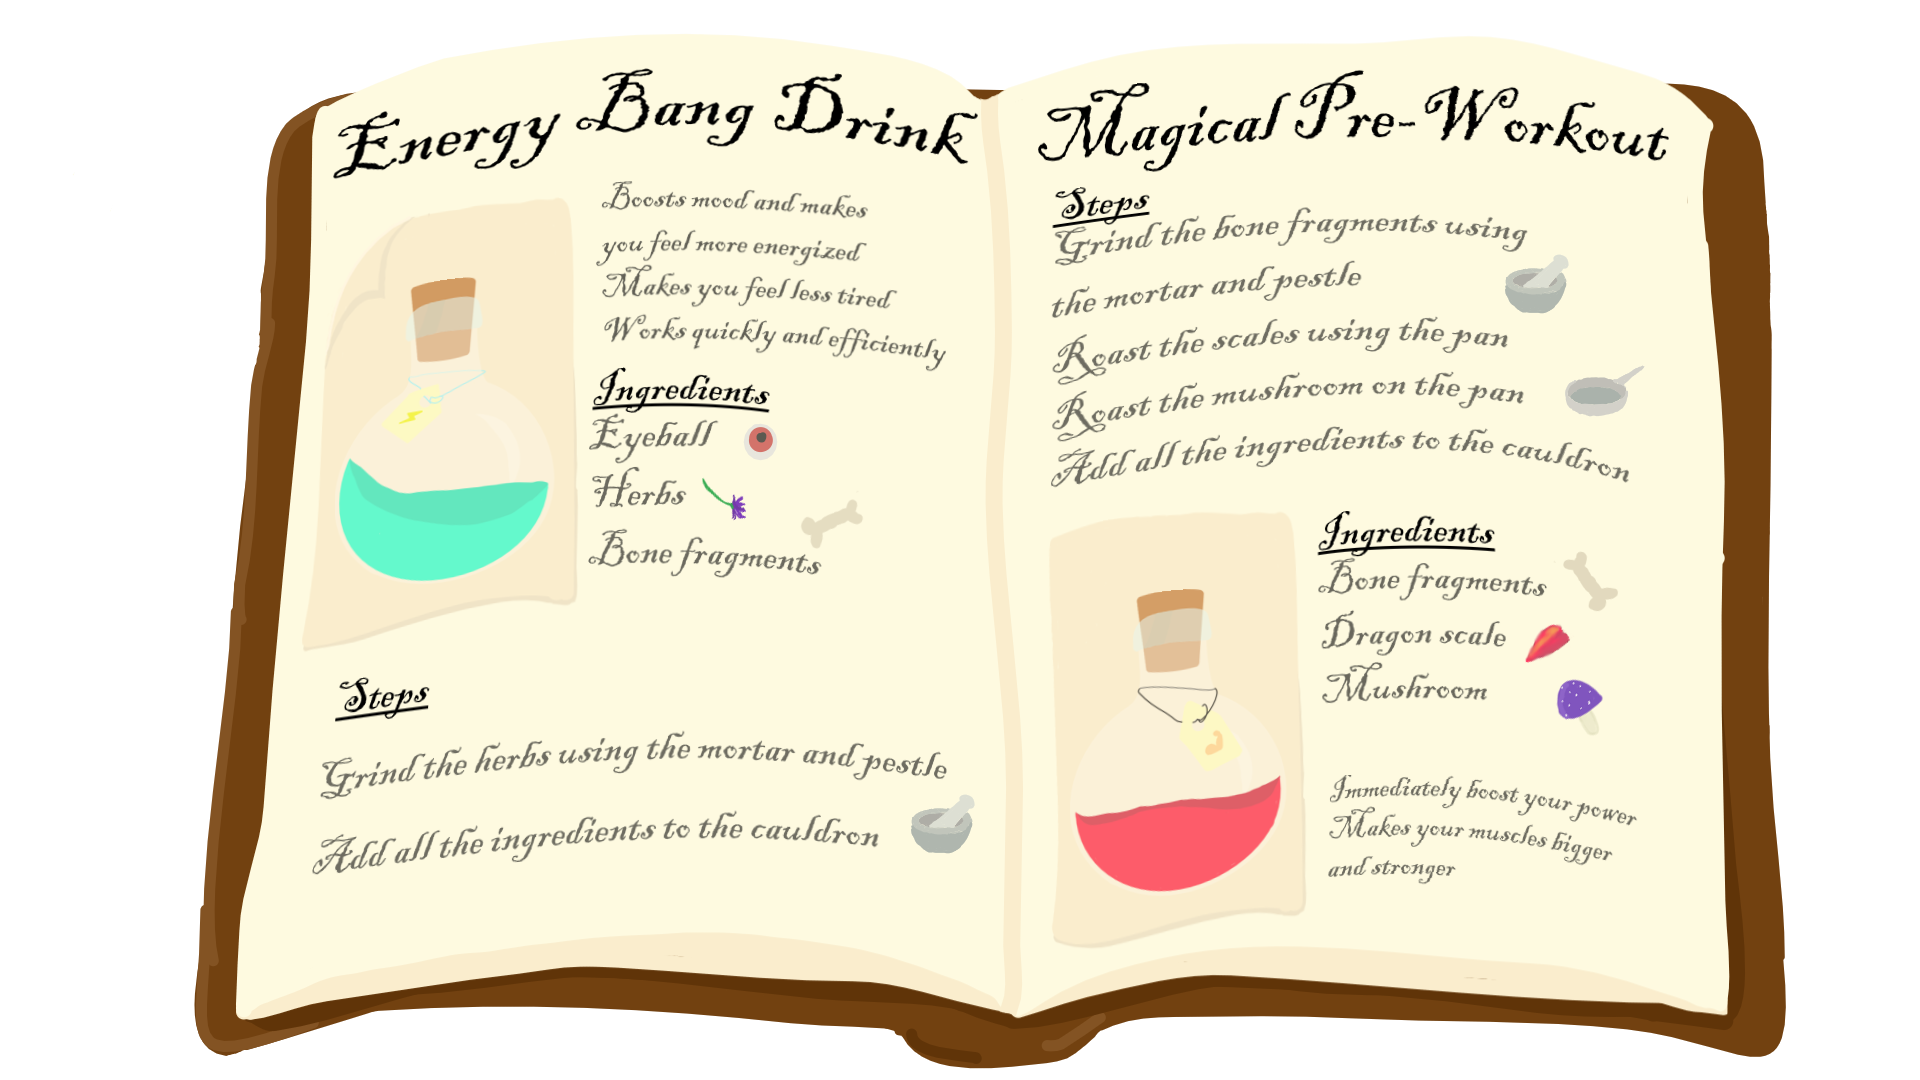 Energy Bang Drink
Boosts mood and makes
you feel more energized
Makes you feel less tired
Works quickly and efficiently
Ingredients
Eyeball
Herbs
Bone fragments
Steps
Grind the herbs using the mortar and pestle
Add all the ingredients to the cauldron
Magical Pre-Workout
Steps
Grind the bone fragments using
the mortar and pestle
Roast the scales using the pan
Roast the mushroom on the pan
Add all the ingredients to the cauldron
Ingredients
Bone fragments
Dragon scale
Mushroom
Immediately boost your power
Makes your muscles bigger
and stronger